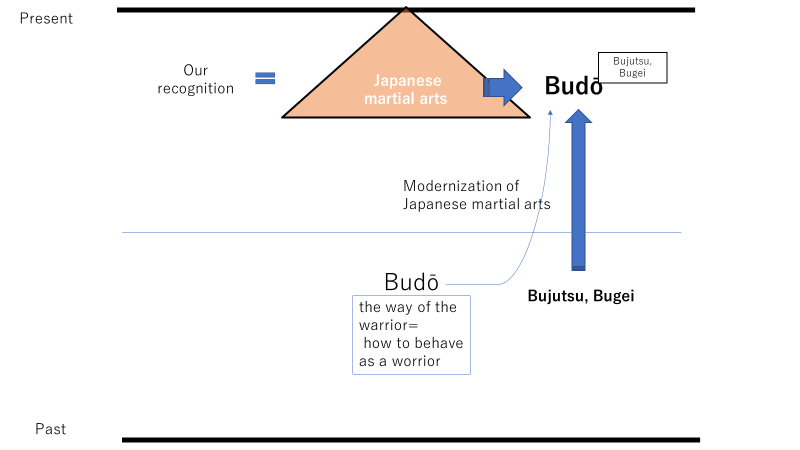 Present
Our
recognition
Japanese
martial arts
Budō
Bujutsu,
Bugei
Modernization of
Japanese martial arts
Budō
the way of the
warrior=
how to behave
as a worrior
Bujutsu, Bugei
Past